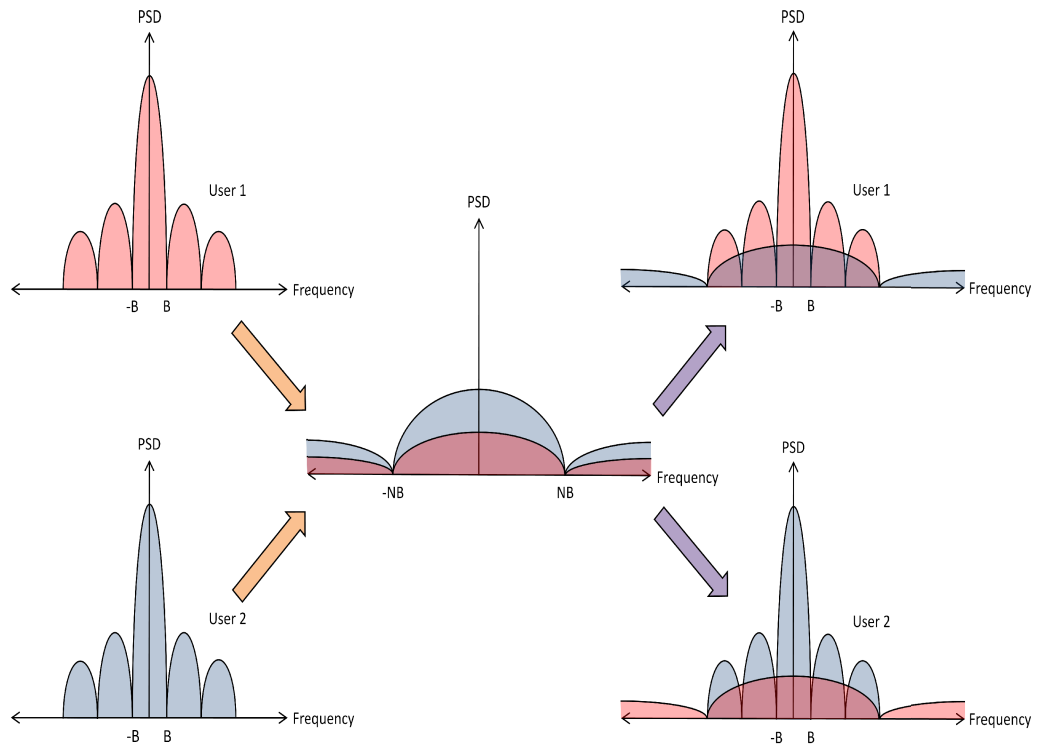 PSD
User 1
Frequency
-B B
PSD
User 1
Frequency
-B B
PSD
Frequency
-NB NB
PSD
User 2
Frequency
-B B
PSD
User 2
Frequency
-B B